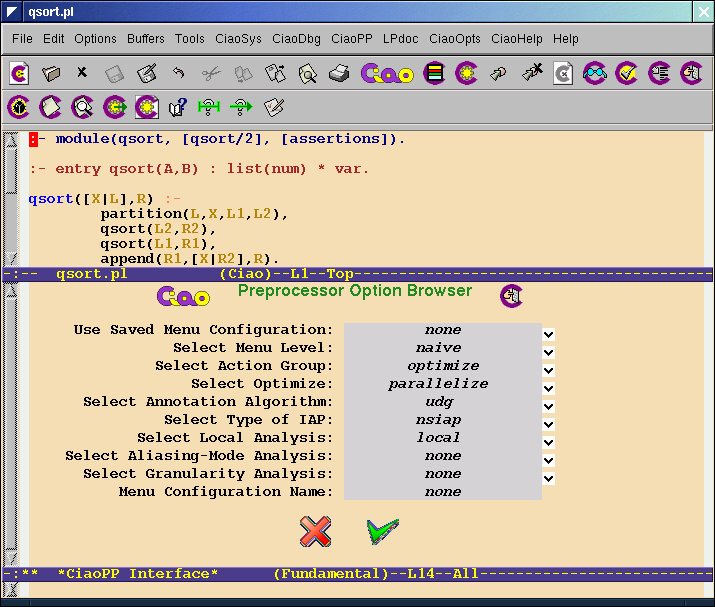 qsort.pl
File Edit Options Buffers Tools CiaoSys CiaoDbg CiaoPP LPdoc CiaoOpts CiaoHelp Help
Ciao
:- module(qsort, [qsort/2], [assertions]).
:- entry qsort(A,B) : list(num) * var.
qsort([X|L],R) :-
partition(L,X,L1,L2),
qsort(L2,R2),
qsort(L1,R1),
append(R1,[X|R2],R).
-:-- qsort.pl (Ciao)--L1--Top--------------------------------------------
Ciao Preprocessor Option Browser
Use Saved Menu Configuration: none
Select Menu Level: naive
Select Action Group: optimize
Select Optimize: parallelize
Select Annotation Algorithm: udg
Select Type of IAP: nsiap
Select Local Analysis: local
Select Aliasing-Mode Analysis: none
Select Granularity Analysis: none
Menu Configuration Name: none
-:** *CiaoPP Interface* (Fundamental)--L14--All--------------------------